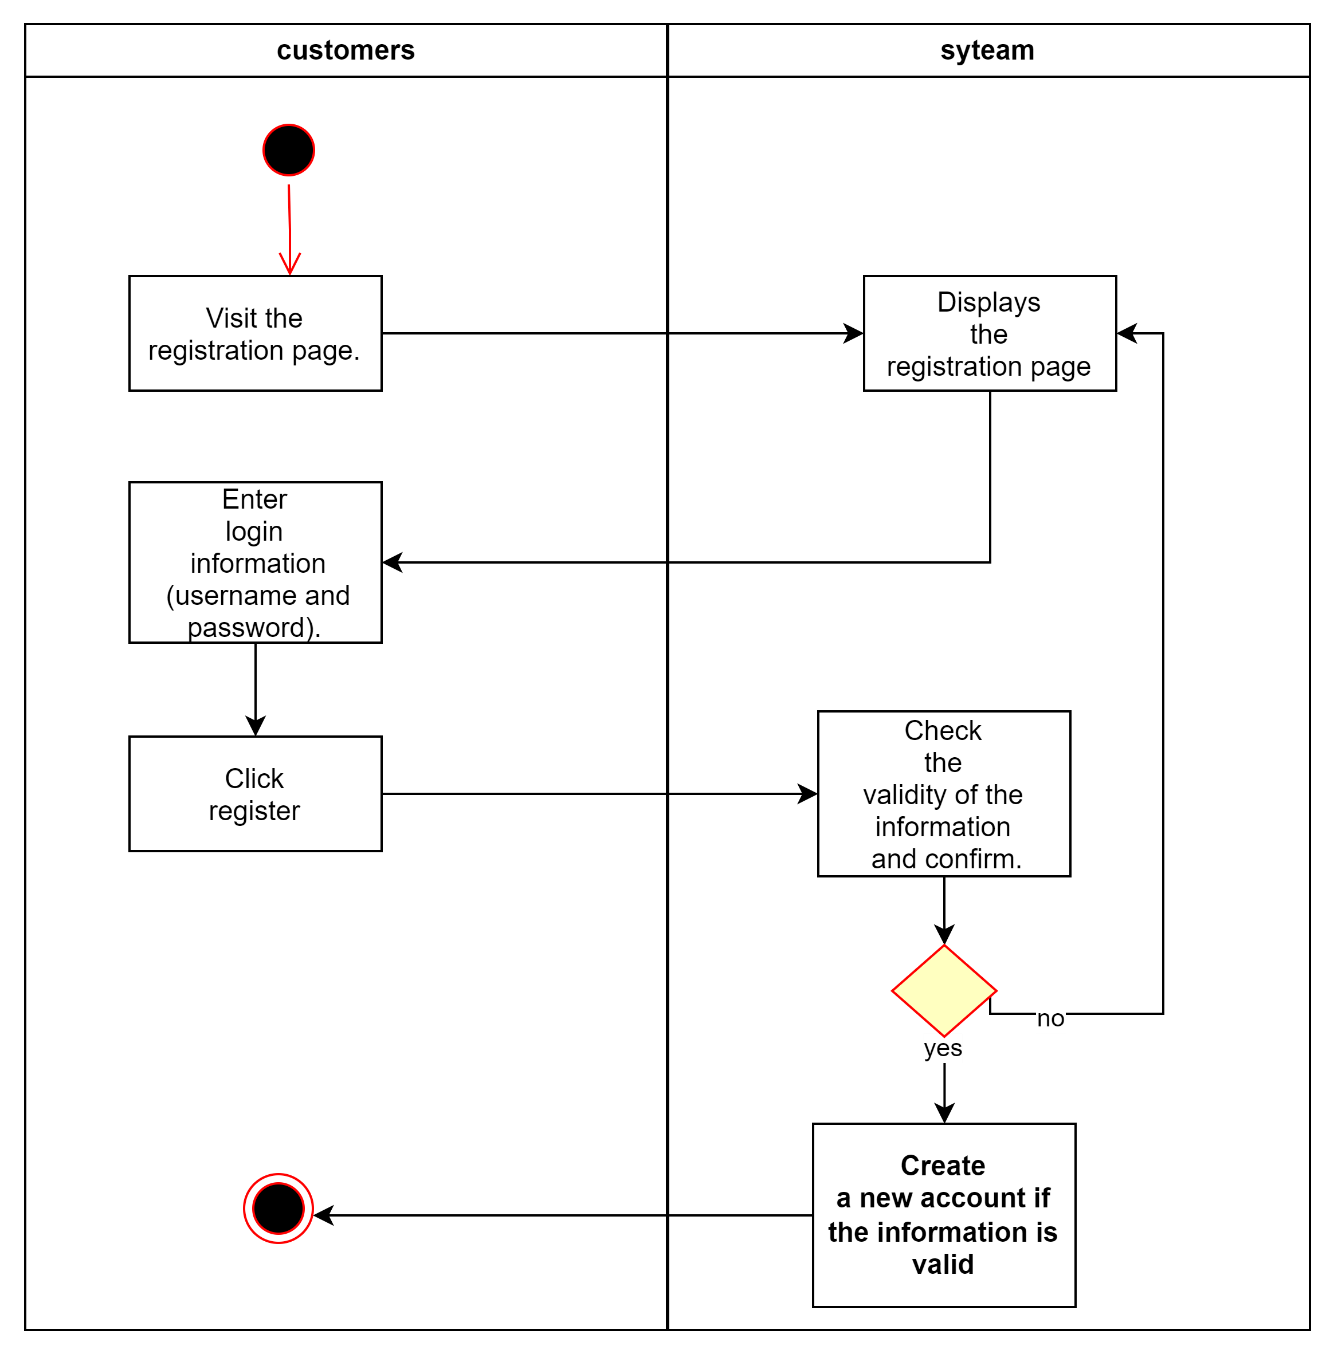 customers
syteam
Visit the
registration page.
Displays
the
registration page
Enter
login
information
(username and
password).
Click
register
Check
the
validity of the
information
and confirm.
no
yes
Create
a new account if
the information is
valid